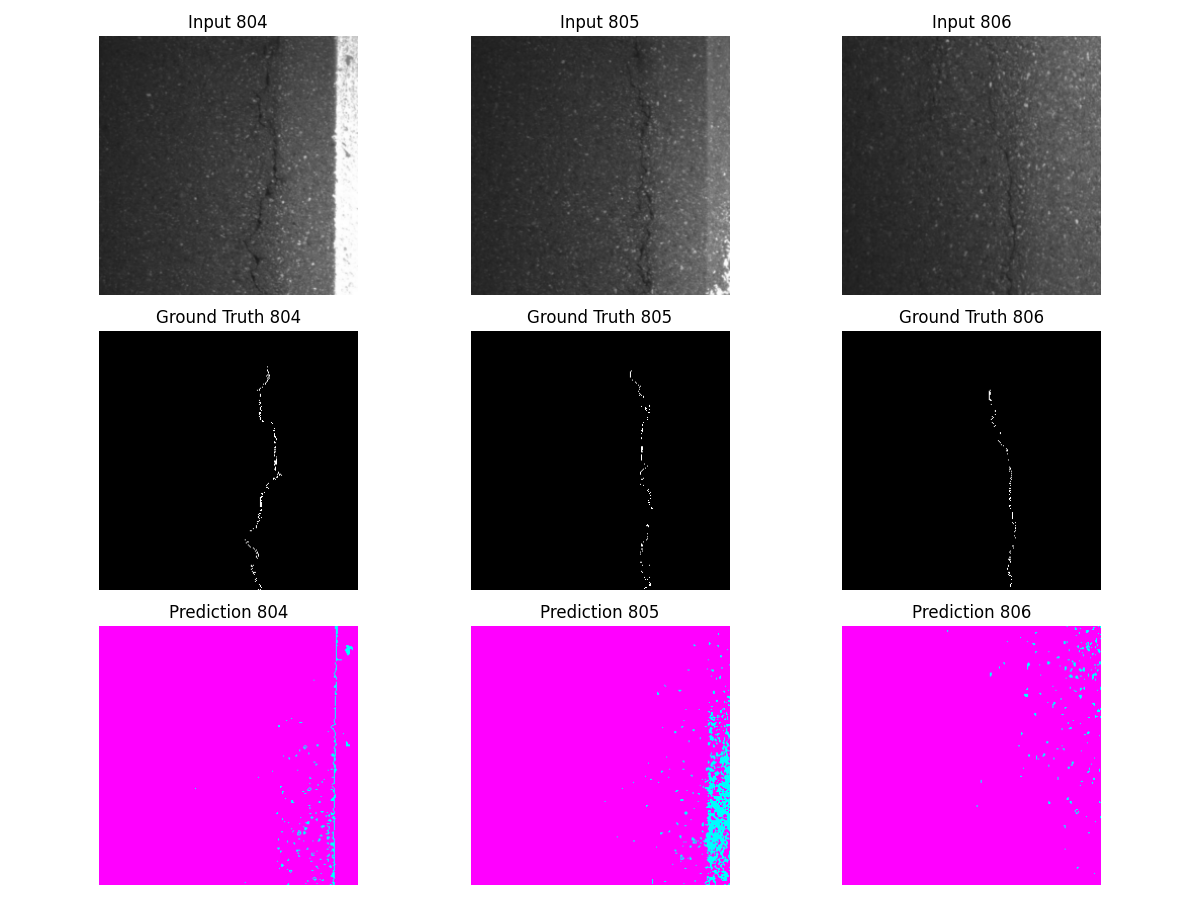 Input 804
Input 805
Input 806
Ground Truth 804
Ground Truth 805
Ground Truth 806
Prediction 804
Prediction 805
Prediction 806